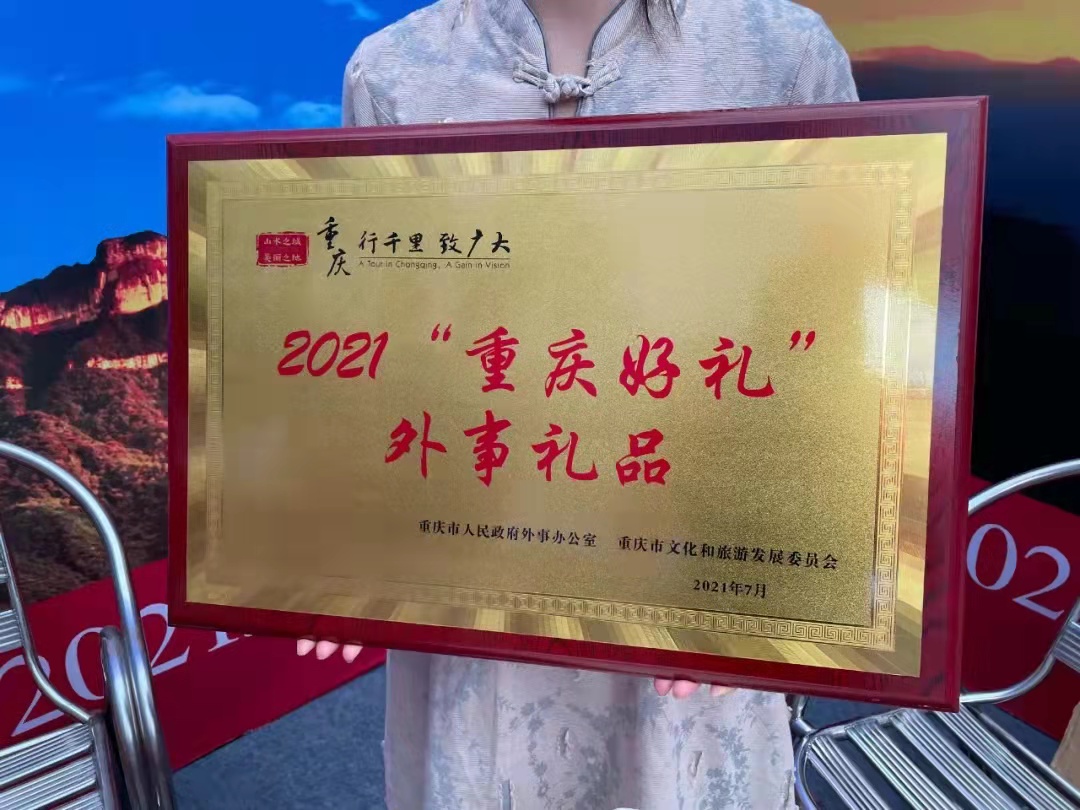 山水之城
美丽之地
重庆
行千里 致广大
A Tour in Chongqing, A Gain in Vision
2021“重庆好礼”
外事礼品
重庆市人民政府外事办公室 重庆市文化和旅游发展委员会
2021年7月
2021
02